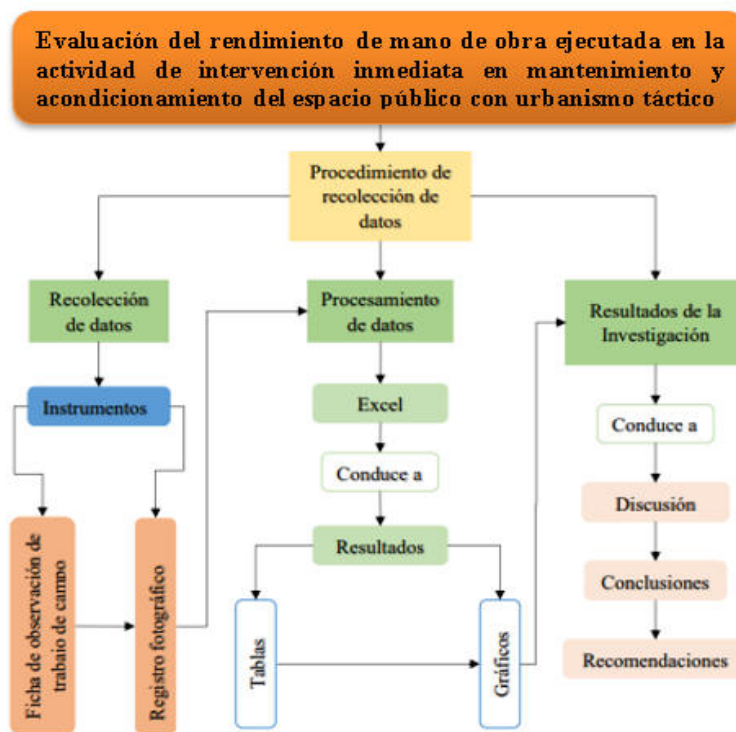 Evaluación del rendimiento de mano de obra ejecutada en la
actividad de intervención inmediata en mantenimiento y
acondicionamiento del espacio público con urbanismo táctico
Procedimiento de
recolección de
datos
Recolección
de datos
Procesamiento
de datos
Resultados de la
Investigación
Instrumentos
Excel
Conduce a
Conduce a
Resultados
Discusión
Conclusiones
Recomendaciones
Ficha de observación de
trabajo de campo
Registro fotográfico
Tablas
Gráficos